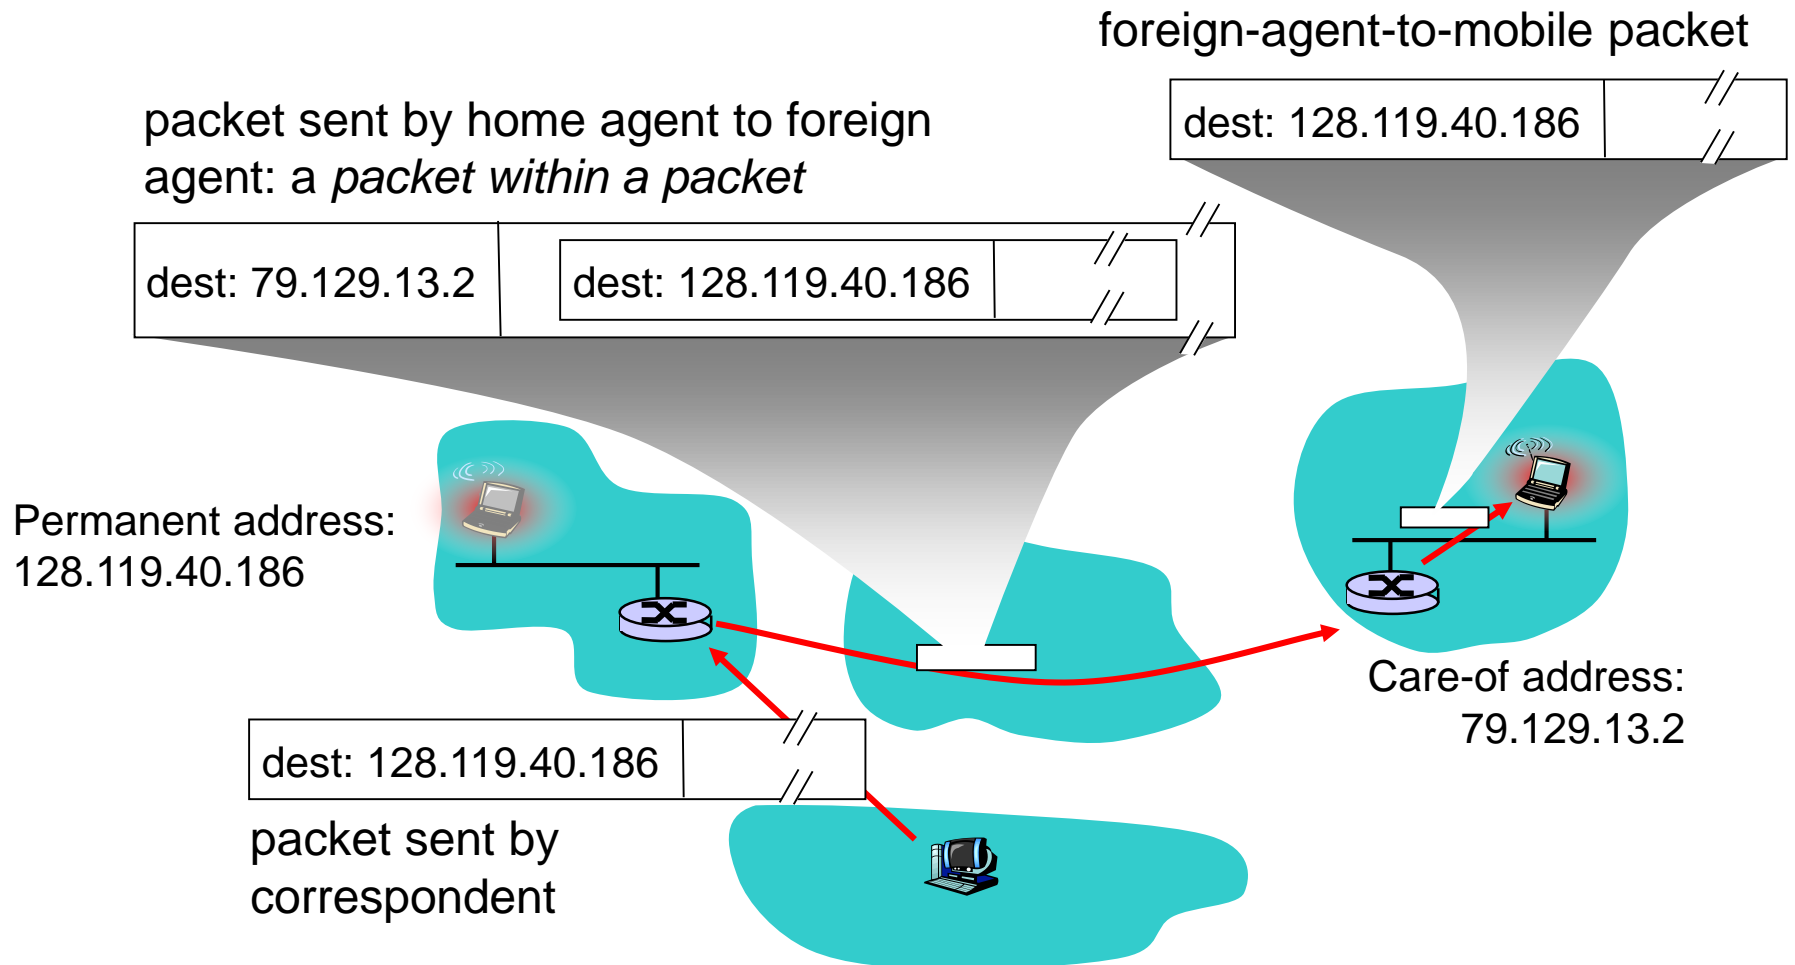 foreign-agent-to-mobile packet
dest: 128.119.40.186
packet sent by home agent to foreign
agent: a packet within a packet
dest: 79.129.13.2
dest: 128.119.40.186
Permanent address:
128.119.40.186
Care-of address:
79.129.13.2
dest: 128.119.40.186
packet sent by
correspondent